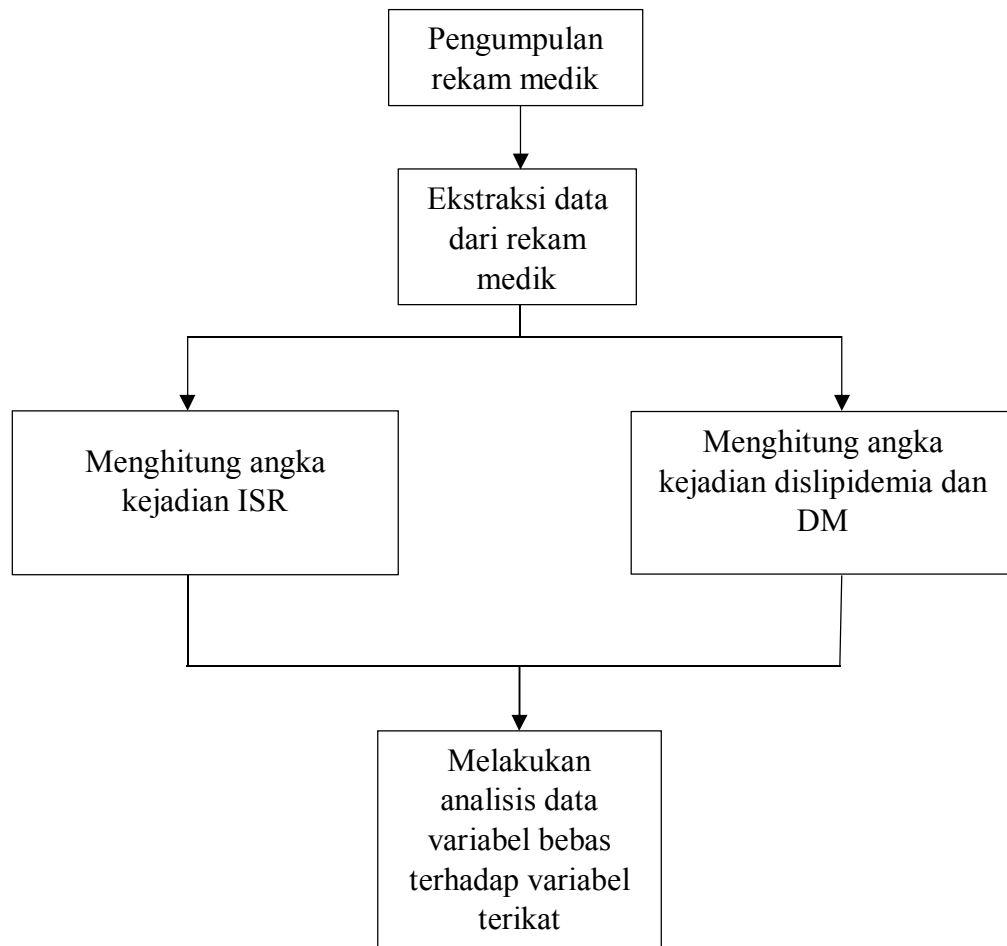 Pengumpulan
rekam medik
Ekstraksi data
dari rekam
medik
Menghitung angka
kejadian ISR
Menghitung angka
kejadian dislipidemia dan
DM
Melakukan
analisis data
variabel bebas
terhadap variabel
terikat